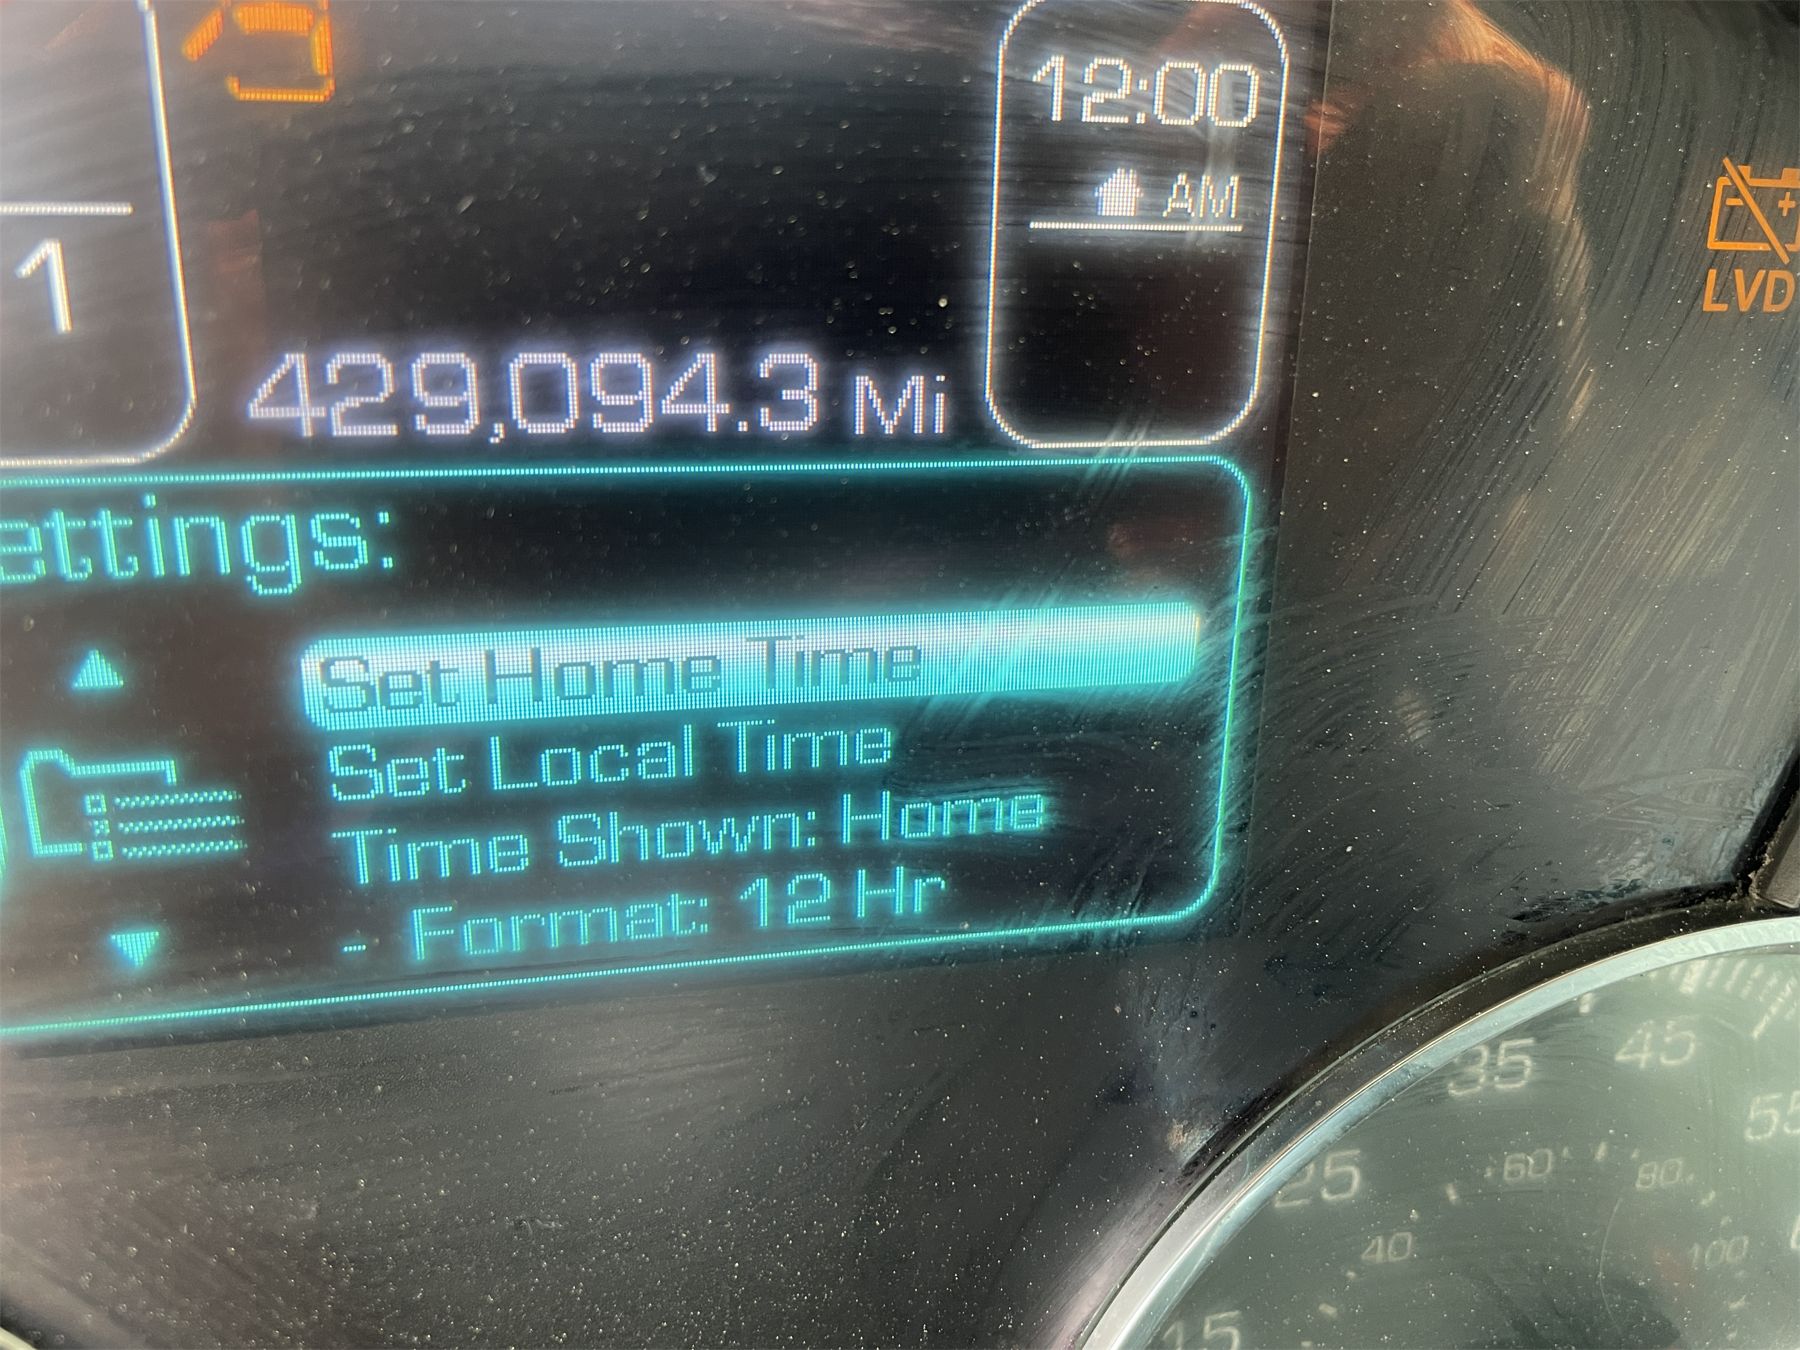 12:00
AM
1
429,094.3 Mi
LVD
ettings:
Set Home Time
Set Local Time
Time Shown: Home
- Format: 12 Hr
35
45
55
25
60
80
40
100
15